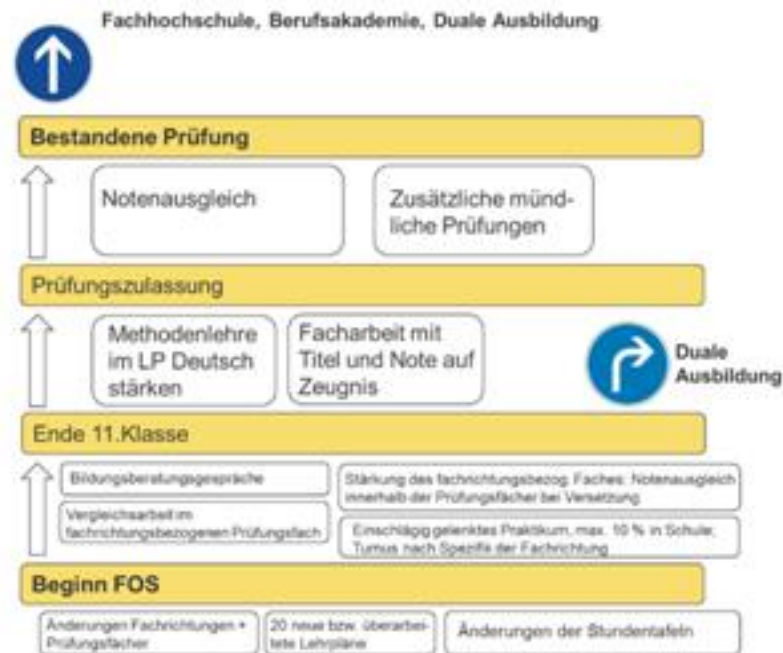 Fachhochschule, Berufsakademie, Duale Ausbildung
Bestandene Prüfung
Notenausgleich
Zusätzliche münd-
liche Prüfungen
Prüfungszulassung
Methodenlehre
im LP Deutsch
stärken
Facharbeit mit
Titel und Note auf
Zeugnis
Duale
Ausbildung
Ende 11.Klasse
Bildungsberatungsgespräche
Stärkung des fachrichtungsbezog. Faches: Notenausgleich
innerhalb der Prüfungsfächer bei Versetzung
Vergleichsarbeit im
fachrichtungsbezogenen Prüfungsfach
Einschlägig gelenktes Praktikum, max. 10 % in Schule;
Turnus nach Spezifik der Fachrichtung
Beginn FOS
Änderungen Fachrichtungen +
Prüfungsfächer
20 neue bzw. überarbei-
tete Lehrpläne
Änderungen der Stundentafeln